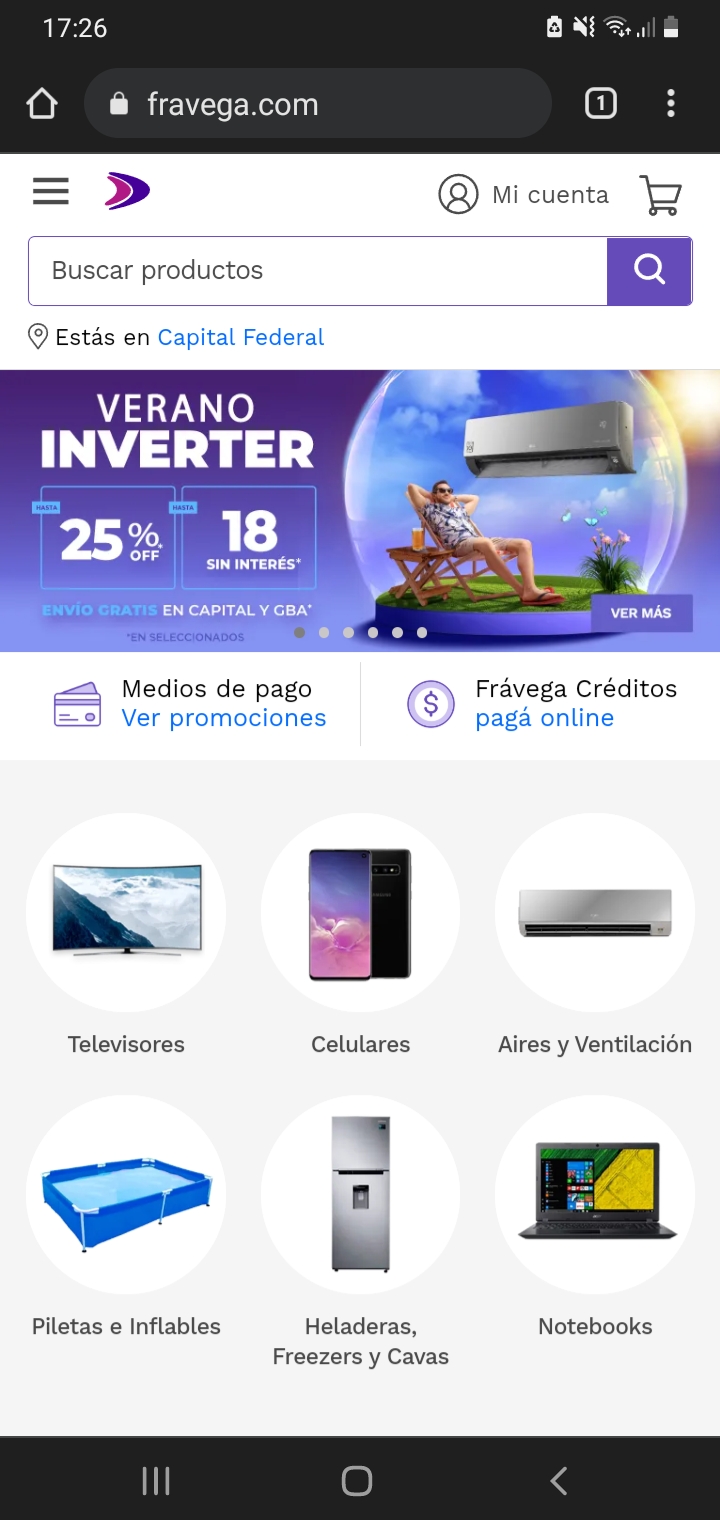 17:26
fravega.com
1
Mi cuenta
Buscar productos
Estás en Capital Federal
VERANO
INVERTER
HASTA
25% OFF
HASTA
18
SIN INTERÉS*
ENVÍO GRATIS EN CAPITAL Y GBA*
*EN SELECCIONADOS
VER MÁS
Medios de pago
Ver promociones
Frávega Créditos
pagá online
Televisores
Celulares
Aires y Ventilación
Piletas e Inflables
Heladeras,
Freezers y Cavas
Notebooks